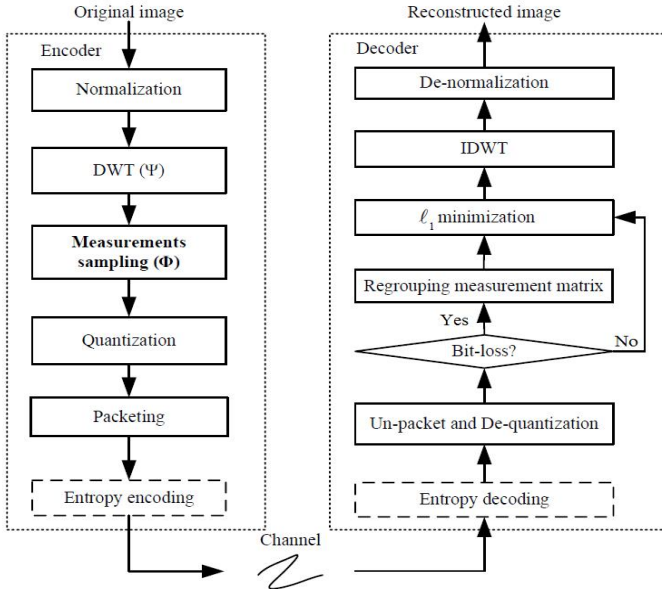 Original image
Encoder
Normalization
DWT (Ψ)
Measurements
sampling (Φ)
Quantization
Packeting
Entropy encoding
Channel
Reconstructed image
Decoder
De-normalization
IDWT
ℓ₁ minimization
Regrouping measurement matrix
Yes
Bit-loss?
No
Un-packet and De-quantization
Entropy decoding